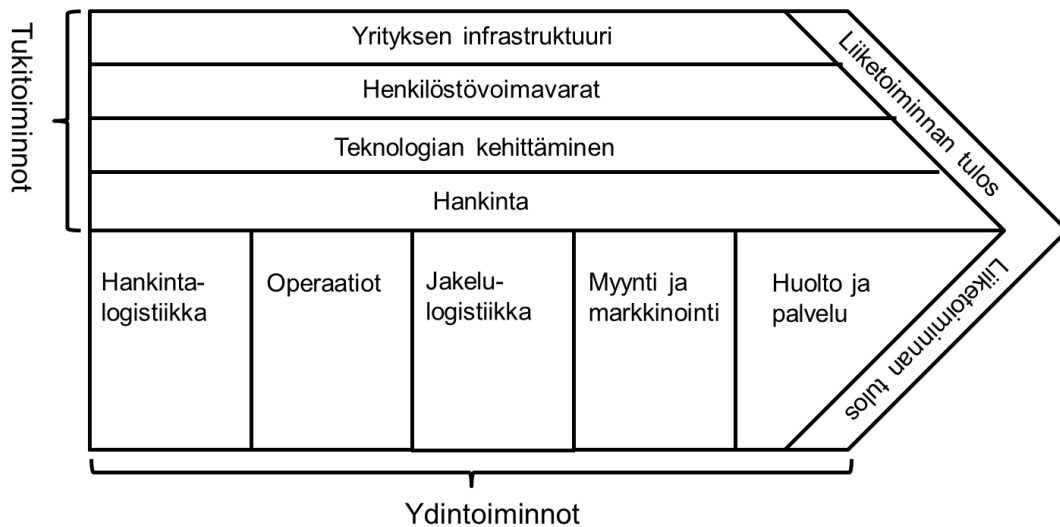 Tukitoiminnot
Yrityksen infrastruktuuri
Henkilöstövoimavarat
Teknologian kehittäminen
Hankinta
Liiketoiminnan tulos
Hankinta-
logistiikka
Operaatiot
Jakelu-
logistiikka
Myynti ja
markkinointi
Huolto ja
palvelu
Liiketoiminnan tulos
Ydintoiminnot